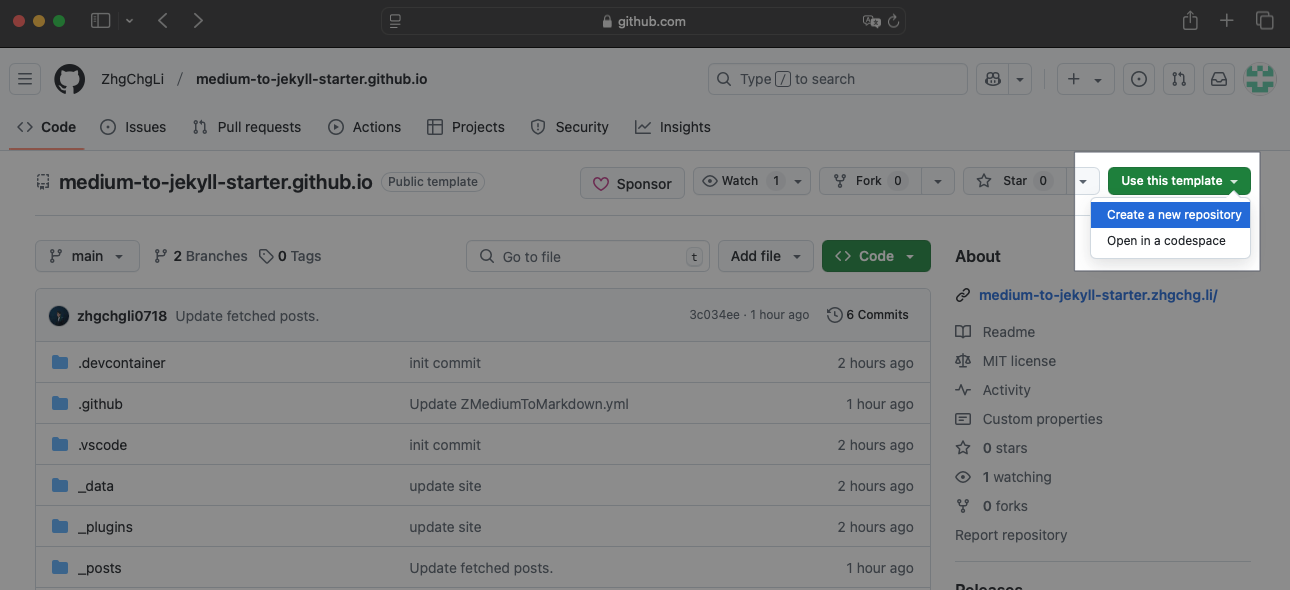 github.com
ZhgChgLi / medium-to-jekyll-starter.github.io
Type / to search
Code Issues Pull requests Actions Projects Security Insights
medium-to-jekyll-starter.github.io Public template
Sponsor Watch 1 Fork 0 Star 0 Use this template
Create a new repository
Open in a codespace
main 2 Branches 0 Tags Go to file t Add file <> Code
About
zhgchgli0718 Update fetched posts. 3c034ee · 1 hour ago 6 Commits
medium-to-jekyll-starter.zhgchg.li/
Readme
.devcontainer init commit 2 hours ago
MIT license
Activity
.github Update ZMediumToMarkdown.yml 1 hour ago
Custom properties
.vscode init commit 2 hours ago
0 stars
1 watching
_data update site 2 hours ago
0 forks
_plugins update site 2 hours ago
Report repository
_posts Update fetched posts. 1 hour ago
Releases